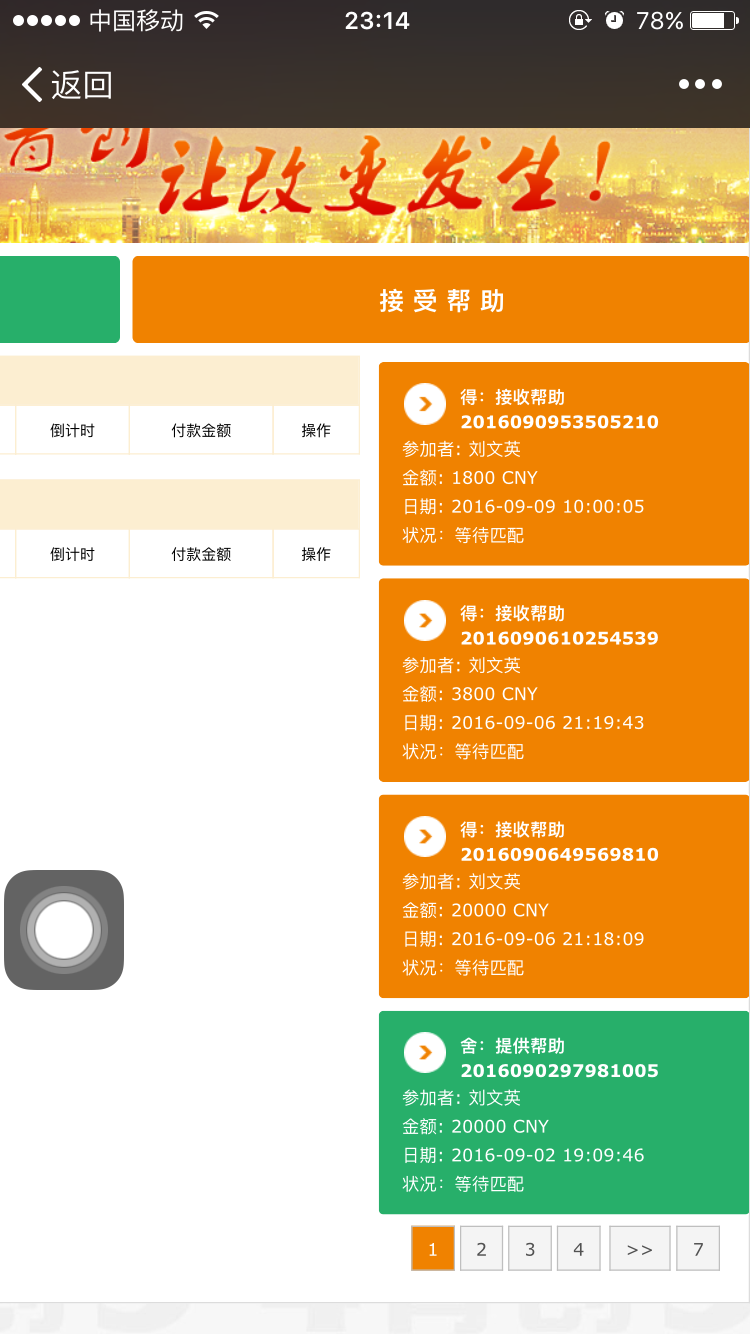 中国移动 23:14 78%
返回
让改变发生！
接受帮助
倒计时 付款金额 操作
倒计时 付款金额 操作
得：接收帮助
2016090953505210
参加者: 刘文英
金额: 1800 CNY
日期: 2016-09-09 10:00:05
状况：等待匹配
得：接收帮助
2016090610254539
参加者: 刘文英
金额: 3800 CNY
日期: 2016-09-06 21:19:43
状况：等待匹配
得：接收帮助
2016090649569810
参加者: 刘文英
金额: 20000 CNY
日期: 2016-09-06 21:18:09
状况：等待匹配
舍：提供帮助
2016090297981005
参加者: 刘文英
金额: 20000 CNY
日期: 2016-09-02 19:09:46
状况：等待匹配
1 2 3 4 >> 7